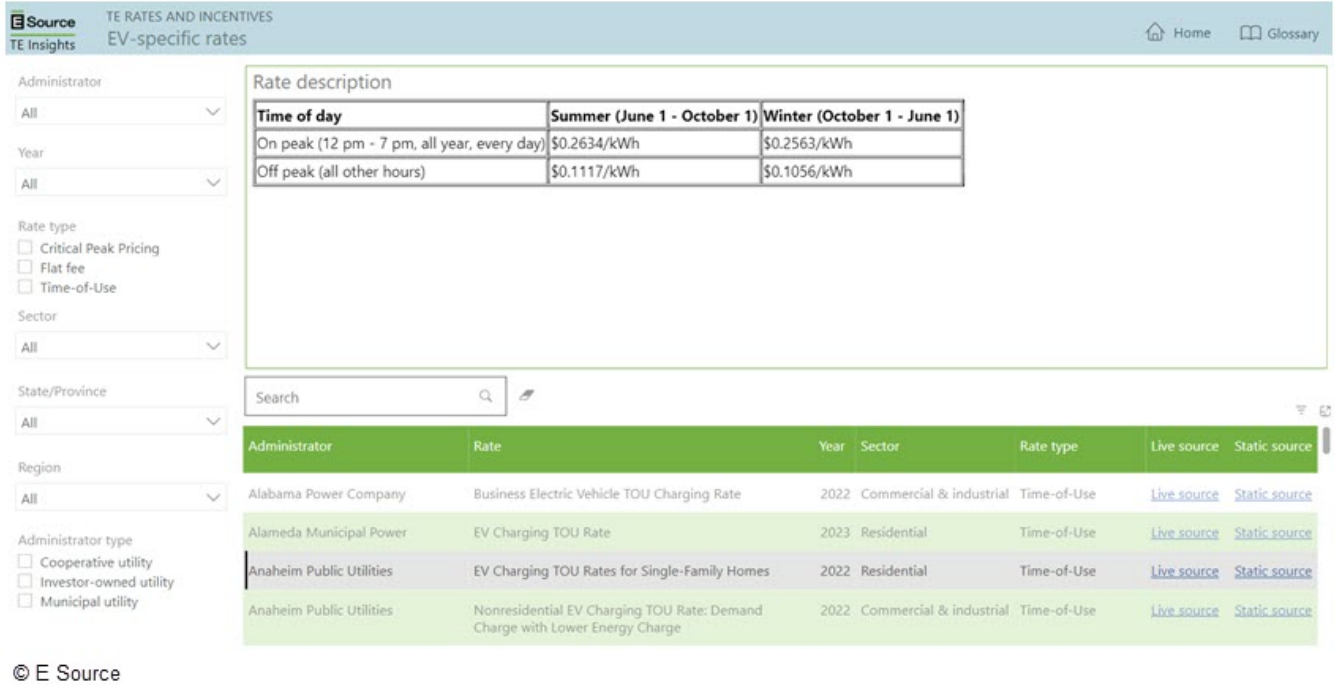 E Source
TE Insights
TE RATES AND INCENTIVES
EV-specific rates
Home
Glossary
Administrator
All
Year
All
Rate type
Critical Peak Pricing
Flat fee
Time-of-Use
Sector
All
State/Province
All
Region
All
Administrator type
Cooperative utility
Investor-owned utility
Municipal utility
Rate description
Time of day Summer (June 1 - October 1) Winter (October 1 - June 1)
On peak (12 pm - 7 pm, all year, every day) $0.2634/kWh $0.2563/kWh
Off peak (all other hours) $0.1117/kWh $0.1056/kWh
Search
Administrator Rate Year Sector Rate type Live source Static source
Alabama Power Company Business Electric Vehicle TOU Charging Rate 2022 Commercial & industrial Time-of-Use Live source Static source
Alameda Municipal Power EV Charging TOU Rate 2023 Residential Time-of-Use Live source Static source
Anaheim Public Utilities EV Charging TOU Rates for Single-Family Homes 2022 Residential Time-of-Use Live source Static source
Anaheim Public Utilities Nonresidential EV Charging TOU Rate: Demand 2022 Commercial & industrial Time-of-Use Live source Static source
Charge with Lower Energy Charge
© E Source